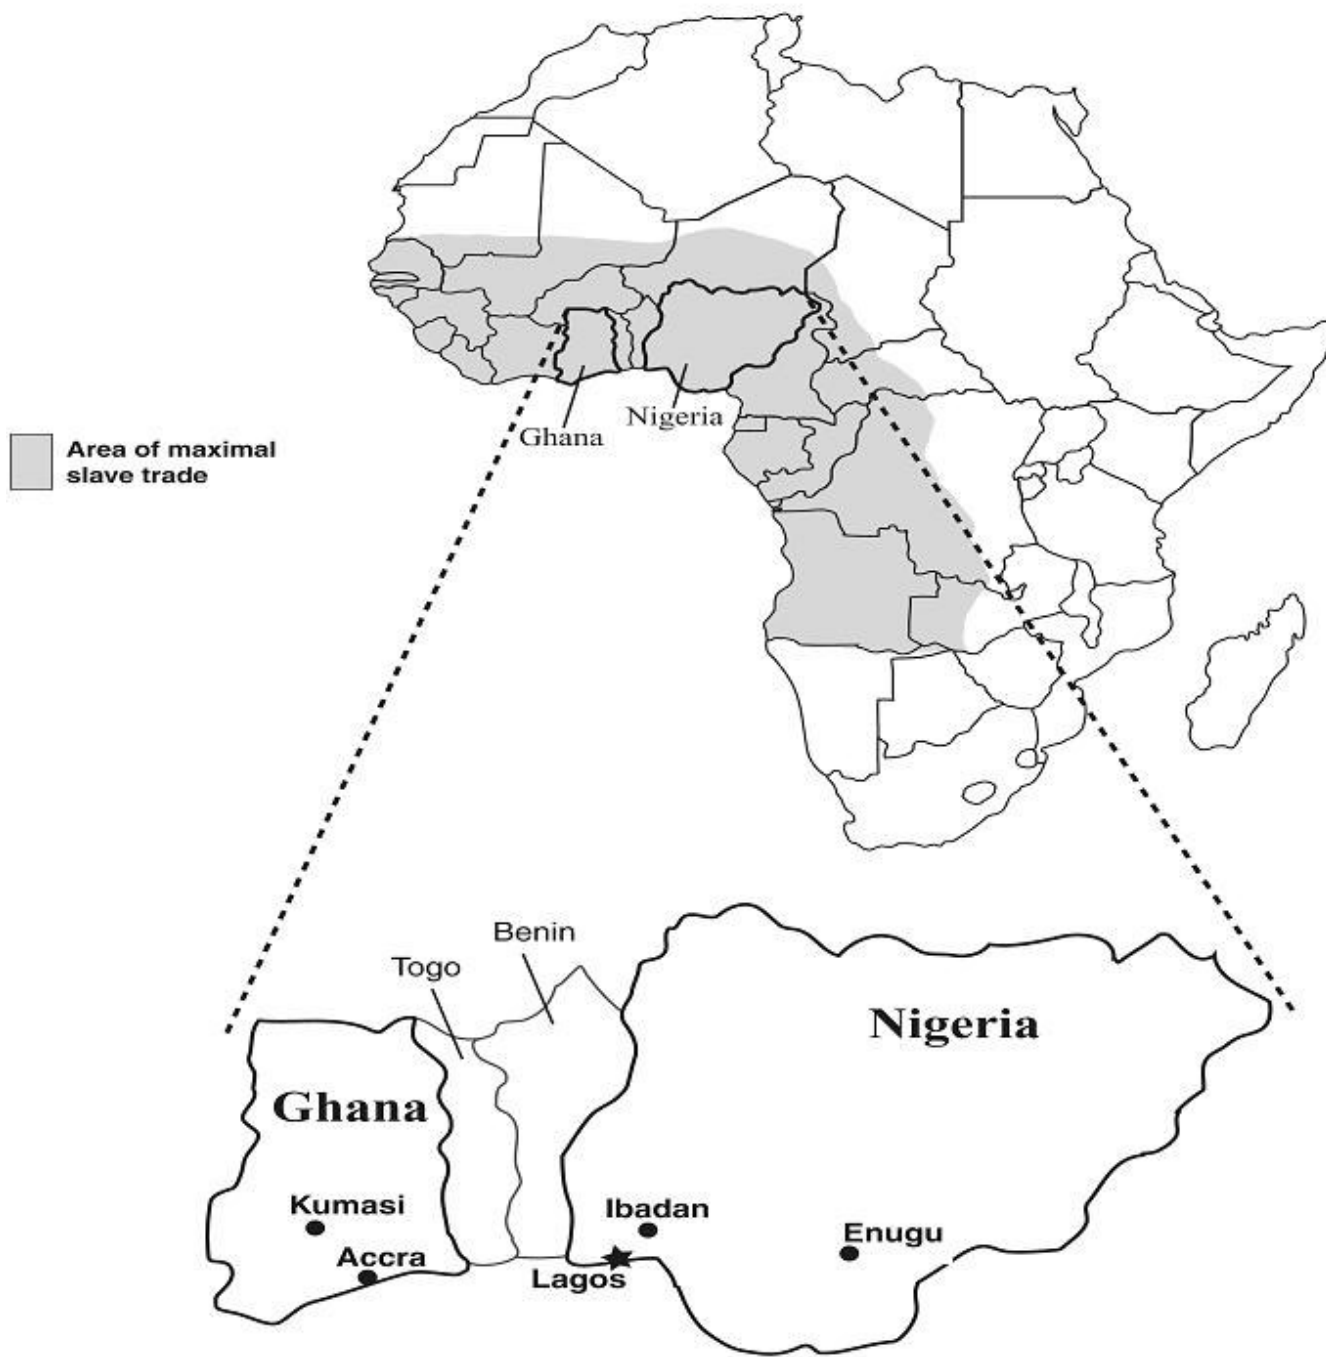 Nigeria
Ghana
Area of maximal
slave trade
Benin
Togo
Nigeria
Ghana
Kumasi
Ibadan
Enugu
Accra
Lagos